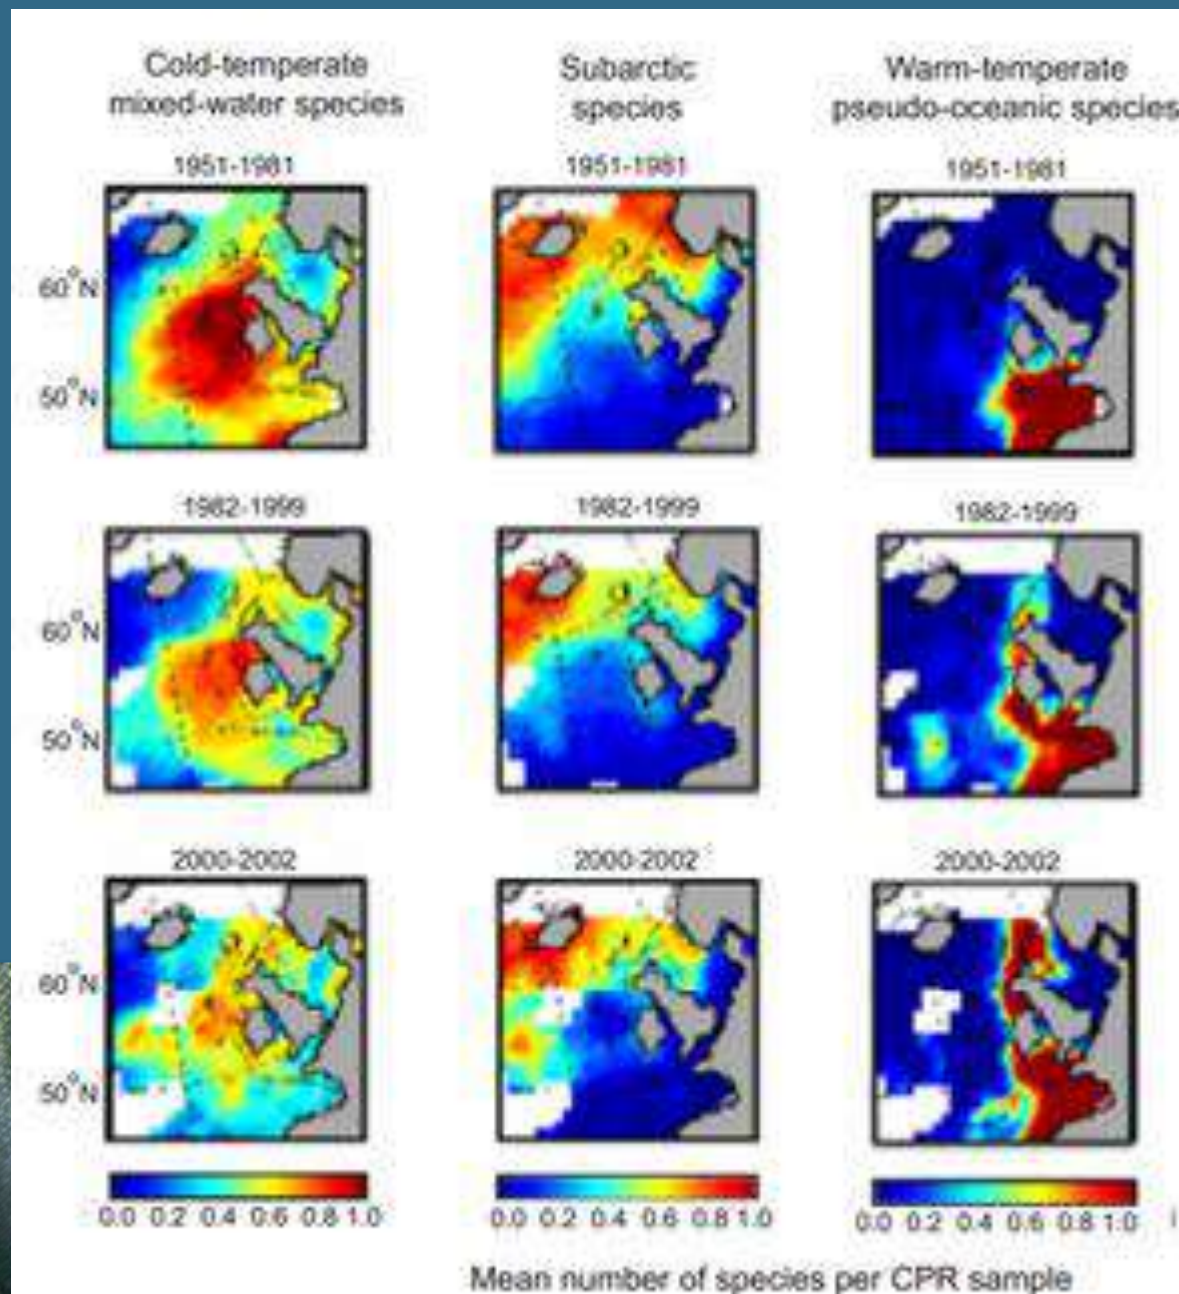 Cold-temperate
mixed-water species
Subarctic
species
Warm-temperate
pseudo-oceanic species
1951-1981
1951-1981
1951-1981
60°N
50°N
1982-1999
1982-1999
1982-1999
60°N
50°N
2000-2002
2000-2002
2000-2002
60°N
50°N
0.0 0.2 0.4 0.6 0.8 1.0
0.0 0.2 0.4 0.6 0.8 1.0
0.0 0.2 0.4 0.6 0.8 1.0
Mean number of species per CPR sample